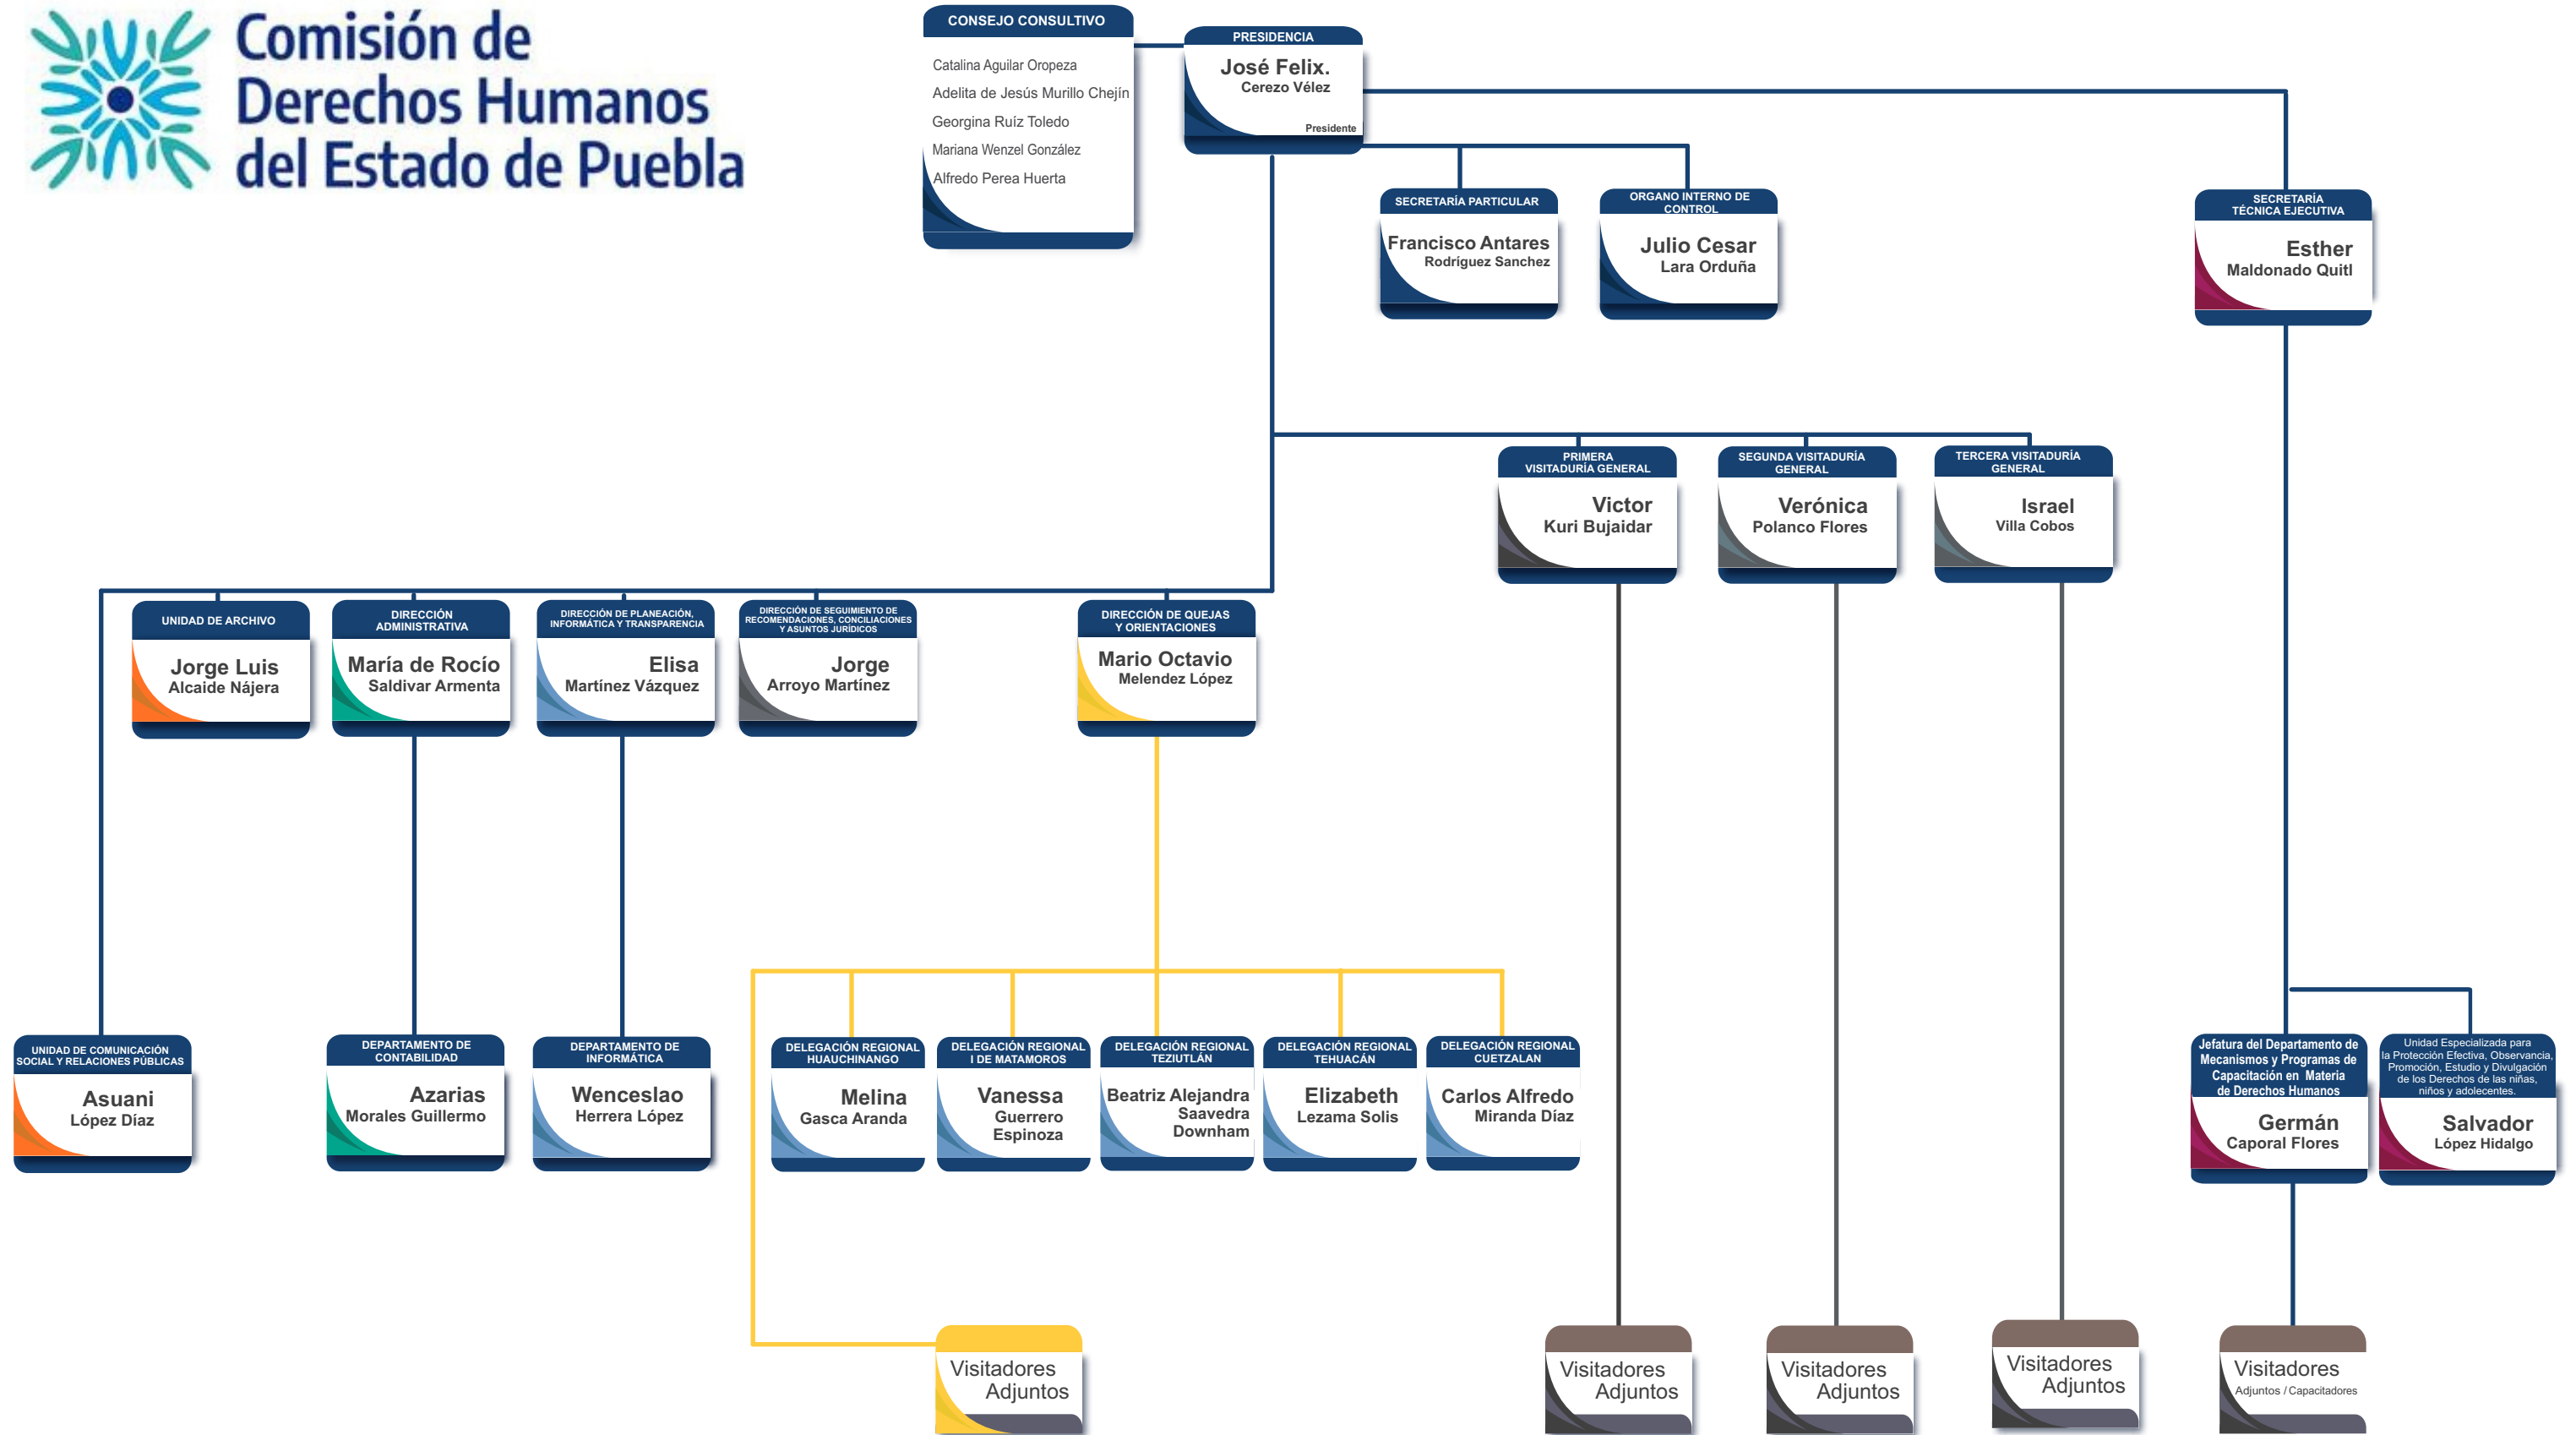 Comisión de
Derechos Humanos
del Estado de Puebla
CONSEJO CONSULTIVO
Catalina Aguilar Oropeza
Adelita de Jesús Murillo Chejín
Georgina Ruíz Toledo
Mariana Wenzel González
Alfredo Perea Huerta
PRESIDENCIA
José Felix.
Cerezo Vélez
Presidente
SECRETARÍA PARTICULAR
Francisco Antares
Rodríguez Sanchez
ORGANO INTERNO DE
CONTROL
Julio Cesar
Lara Orduña
SECRETARÍA
TÉCNICA EJECUTIVA
Esther
Maldonado Quitl
PRIMERA
VISITADURÍA GENERAL
Victor
Kuri Bujaidar
SEGUNDA VISITADURÍA
GENERAL
Verónica
Polanco Flores
TERCERA VISITADURÍA
GENERAL
Israel
Villa Cobos
UNIDAD DE ARCHIVO
Jorge Luis
Alcaide Nájera
DIRECCIÓN
ADMINISTRATIVA
María de Rocío
Saldivar Armenta
DIRECCIÓN DE PLANEACIÓN,
INFORMÁTICA Y TRANSPARENCIA
Elisa
Martínez Vázquez
DIRECCIÓN DE SEGUIMIENTO DE
RECOMENDACIONES, CONCILIACIONES
Y ASUNTOS JURÍDICOS
Jorge
Arroyo Martínez
DIRECCIÓN DE QUEJAS
Y ORIENTACIONES
Mario Octavio
Melendez López
UNIDAD DE COMUNICACIÓN
SOCIAL Y RELACIONES PÚBLICAS
Asuani
López Díaz
DEPARTAMENTO DE
CONTABILIDAD
Azarias
Morales Guillermo
DEPARTAMENTO DE
INFORMÁTICA
Wenceslao
Herrera López
DELEGACIÓN REGIONAL
HUAUCHINANGO
Melina
Gasca Aranda
DELEGACIÓN REGIONAL
I DE MATAMOROS
Vanessa
Guerrero
Espinoza
DELEGACIÓN REGIONAL
TEZIUTLÁN
Beatriz Alejandra
Saavedra
Downham
DELEGACIÓN REGIONAL
TEHUACÁN
Elizabeth
Lezama Solis
DELEGACIÓN REGIONAL
CUETZALAN
Carlos Alfredo
Miranda Díaz
Jefatura del Departamento de
Mecanismos y Programas de
Capacitación en Materia
de Derechos Humanos
Germán
Caporal Flores
Unidad Especializada para
la Protección Efectiva, Observancia,
Promoción, Estudio y Divulgación
de los Derechos de las niñas,
niños y adolecentes.
Salvador
López Hidalgo
Visitadores
Adjuntos
Visitadores
Adjuntos
Visitadores
Adjuntos
Visitadores
Adjuntos
Visitadores
Adjuntos / Capacitadores